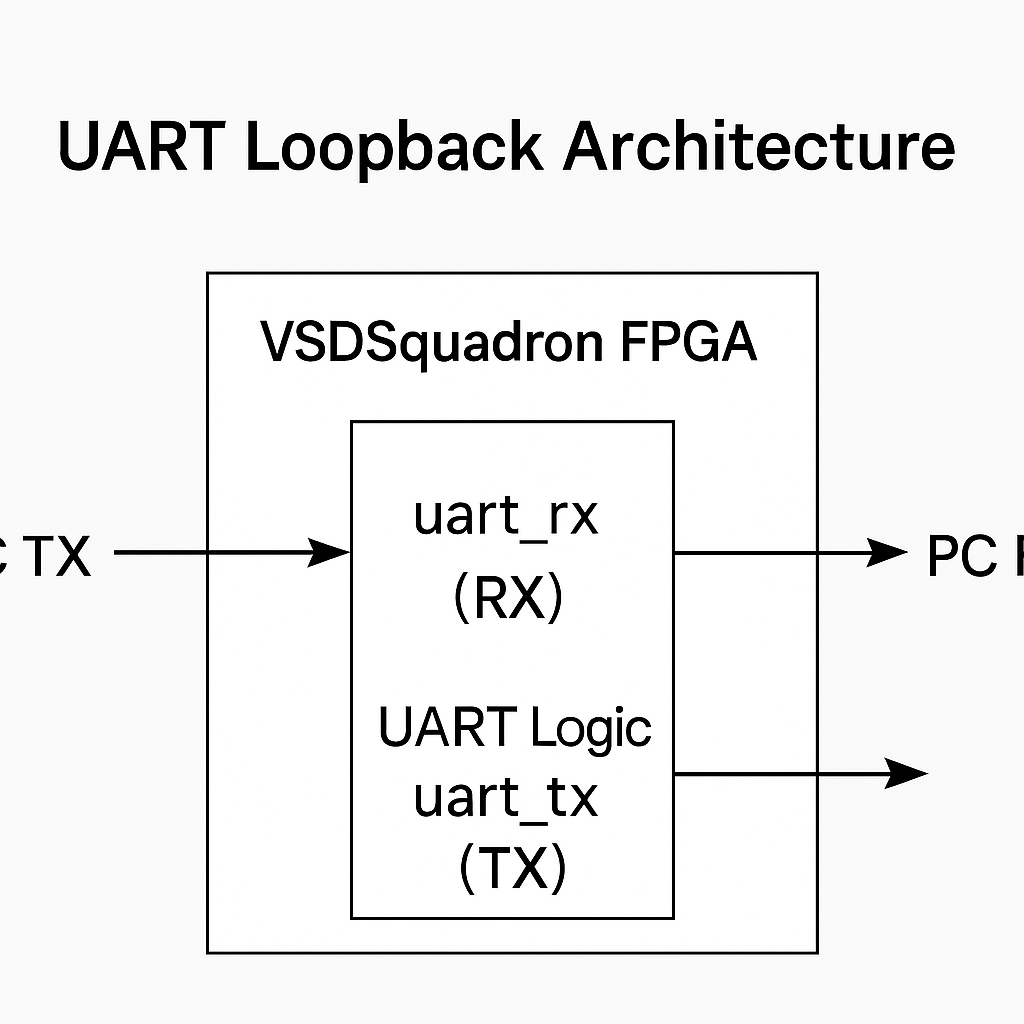 UART Loopback Architecture
VSDSquadron FPGA
C TX
uart_rx
(RX)
PC
UART Logic
uart_tx
(TX)